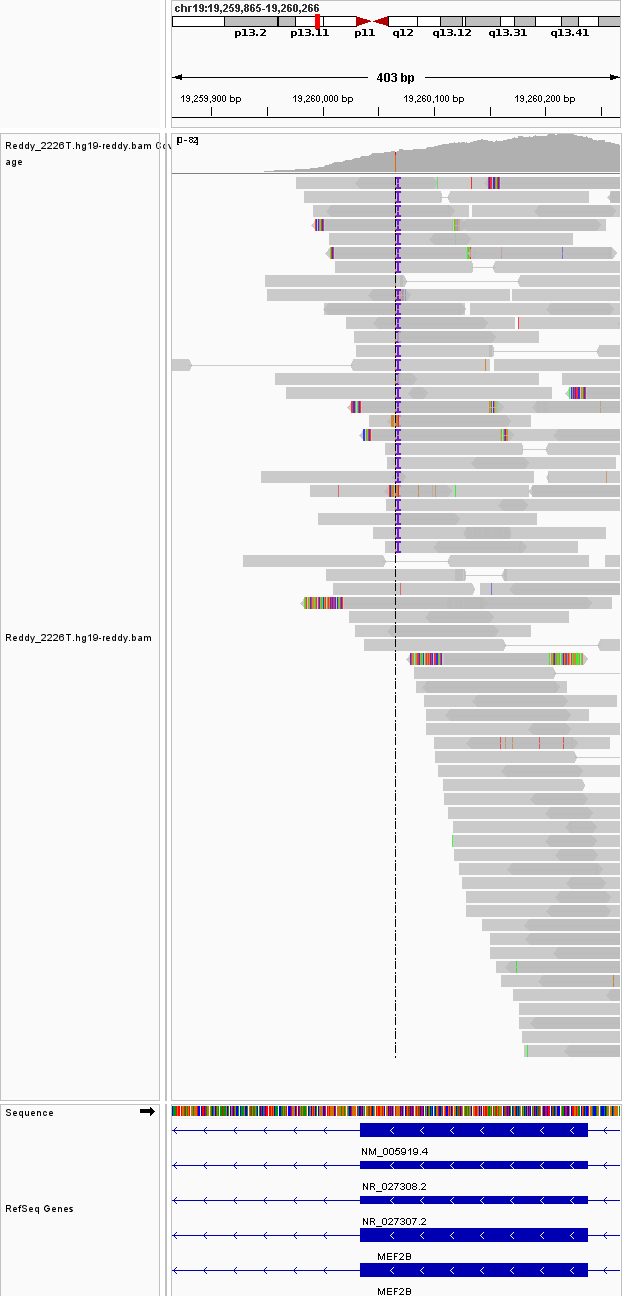 chr19:19,259,865-19,260,266
p13.2 p13.11 p11 q12 q13.12 q13.31 q13.41
403 bp
19,259,900 bp 19,260,000 bp 19,260,100 bp 19,260,200 bp
[0-82]
Reddy_2226T.hg19-reddy.bam Cov
age
Reddy_2226T.hg19-reddy.bam
Sequence
NM_005919.4
NR_027308.2
RefSeq Genes
NR_027307.2
MEF2B
MEF2B